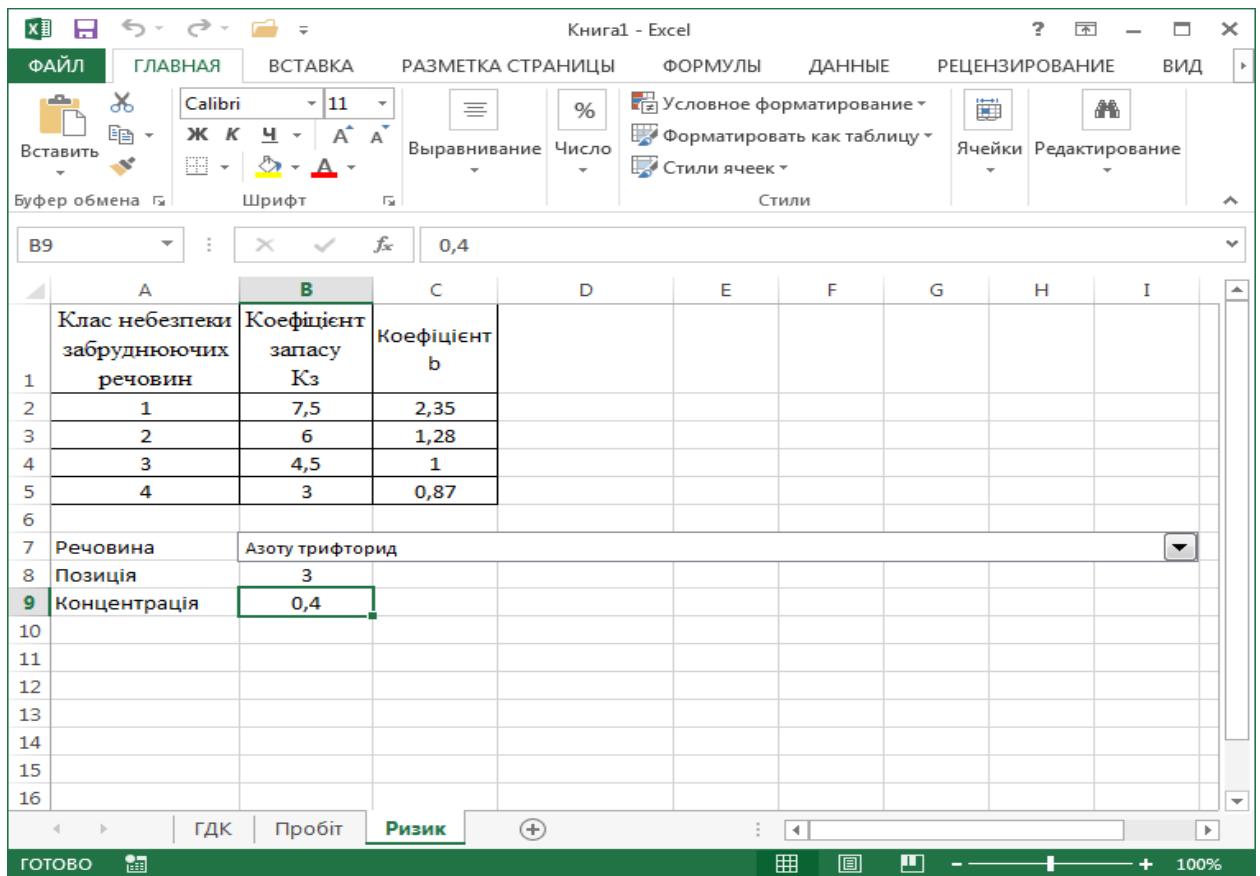 Книга1 - Excel
?
ФАЙЛ ГЛАВНАЯ ВСТАВКА РАЗМЕТКА СТРАНИЦЫ ФОРМУЛЫ ДАННЫЕ РЕЦЕНЗИРОВАНИЕ ВИД
Calibri 11 % Условное форматирование
Ж К Ч А А Форматировать как таблицу
Вставить Выравнивание Число Ячейки Редактирование
А Стили ячеек
Буфер обмена Шрифт Стили
B9 fx 0,4
A B C D E F G H I
Клас небезпеки Коефіцієнт
забруднюючих запасу Коефіцієнт
речовин Кз b
1
2 1 7,5 2,35
3 2 6 1,28
4 3 4,5 1
5 4 3 0,87
6
7 Речовина Азоту трифторид
8 Позиція 3
9 Концентрація 0,4
10
11
12
13
14
15
16
ГДК Пробіт Ризик
ГОТОВО 100%